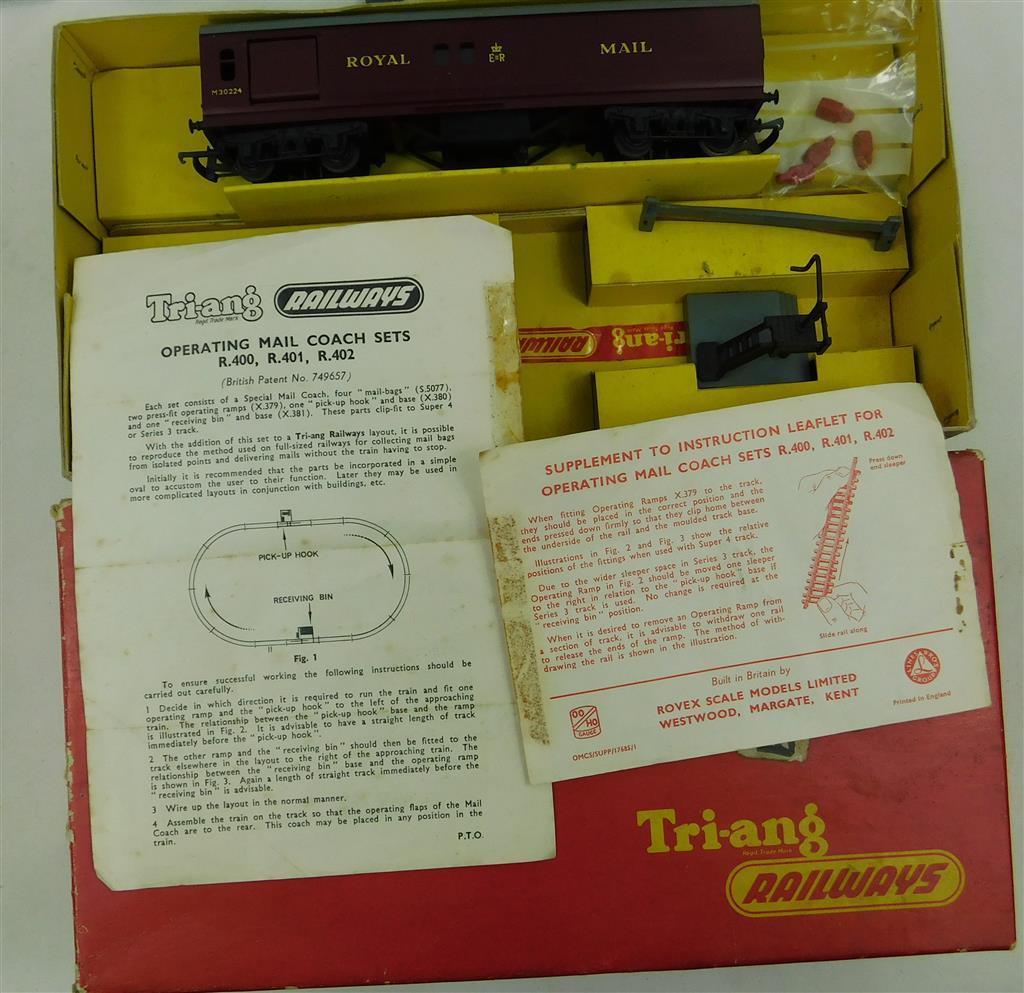 ROYAL MAIL
E II R
M30224
Tri-ang RAILWAYS
Regd. Trade Mark
OPERATING MAIL COACH SETS
R.400, R.401, R.402
(British Patent No. 749657)
Each set consists of a Special Mail Coach, four "mail-bags" (S.5077),
two press-fit operating ramps (X.379), one "pick-up hook" and base (X.380)
and one "receiving bin" and base (X.381). These parts clip-fit to Super 4
or Series 3 track.
With the addition of this set to a Tri-ang Railways layout, it is possible
to reproduce the method used on full-sized railways for collecting mail bags
from isolated points and delivering mails without the train having to stop.
Initially it is recommended that the parts be incorporated in a simple
oval to accustom the user to their function. Later they may be used in
more complicated layouts in conjunction with buildings, etc.
PICK-UP HOOK
RECEIVING BIN
Fig. 1
To ensure successful working the following instructions should be
carried out carefully.
1 Decide in which direction it is required to run the train and fit one
operating ramp and the "pick-up hook" to the left of the approaching
train. The relationship between the "pick-up hook" base and the ramp
is illustrated in Fig. 2. It is advisable to have a straight length of track
immediately before the "pick-up hook".
2 The other ramp and the "receiving bin" should then be fitted to the
track elsewhere in the layout to the right of the approaching train. The
relationship between the "receiving bin" base and the operating ramp
is shown in Fig. 3. Again a length of straight track immediately before the
"receiving bin" is advisable.
3 Wire up the layout in the normal manner.
4 Assemble the train on the track so that the operating flaps of the Mail
Coach are to the rear. This coach may be placed in any position in the
train.
P.T.O.
Tri-ang
RAILWAYS
SUPPLEMENT TO INSTRUCTION LEAFLET FOR
OPERATING MAIL COACH SETS R.400, R.401, R.402
When fitting Operating Ramps X.379 to the track,
they should be placed in the correct position and the
ends pressed down firmly so that they clip home between
the underside of the rail and the moulded track base.
Illustrations in Fig. 2 and Fig. 3 show the relative
positions of the fittings when used with Super 4 track.
Due to the wider sleeper space in Series 3 track, the
Operating Ramp in Fig. 2 should be moved one sleeper
to the right in relation to the "pick-up hook" base if
Series 3 track is used. No change is required at the
"receiving bin" position.
When it is desired to remove an Operating Ramp from
a section of track, it is advisable to withdraw one rail
to release the ends of the ramp. The method of with-
drawing the rail is shown in the illustration.
Press down
end sleeper
Slide rail along
Built in Britain by
ROVEX SCALE MODELS LIMITED
WESTWOOD, MARGATE, KENT
OO
HO
GAUGE
LINES BROS
GROUP
Printed in England
OMCS/SUPP/17685/1
Tri-ang
Regd. Trade Mark
RAILWAYS